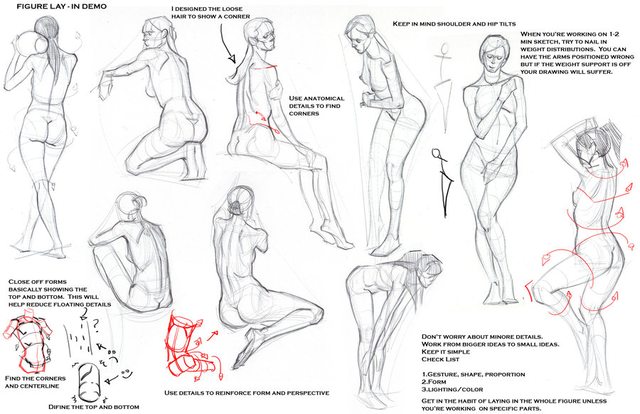 FIGURE LAY - IN DEMO
I DESIGNED THE LOOSE
HAIR TO SHOW A CONRER
KEEP IN MIND SHOULDER AND HIP TILTS
WHEN YOU'RE WORKING ON 1-2
MIN SKETCH, TRY TO NAIL IN
WEIGHT DISTRIBUTIONS. YOU CAN
HAVE THE ARMS POSITIONED WRONG
BUT IF THE WEIGHT SUPPORT IS OFF
YOUR DRAWING WILL SUFFER.
USE ANATOMICAL
DETAILS TO FIND
CORNERS
CLOSE OFF FORMS
BASICALLY SHOWING THE
TOP AND BOTTOM. THIS WILL
HELP REDUCE FLOATING DETAILS
?
FIND THE CORNERS
AND CENTERLINE
DIFINE THE TOP AND BOTTOM
USE DETAILS TO REINFORCE FORM AND PERSPECTIVE
DON'T WORRY ABOUT MINORE DETAILS.
WORK FROM BIGGER IDEAS TO SMALL IDEAS.
KEEP IT SIMPLE
CHECK LIST
1.GESTURE, SHAPE, PROPORTION
2.FORM
3.LIGHTING/COLOR
GET IN THE HABIT OF LAYING IN THE WHOLE FIGURE UNLESS
YOU'RE WORKING ON SPECIFIC PARTS.